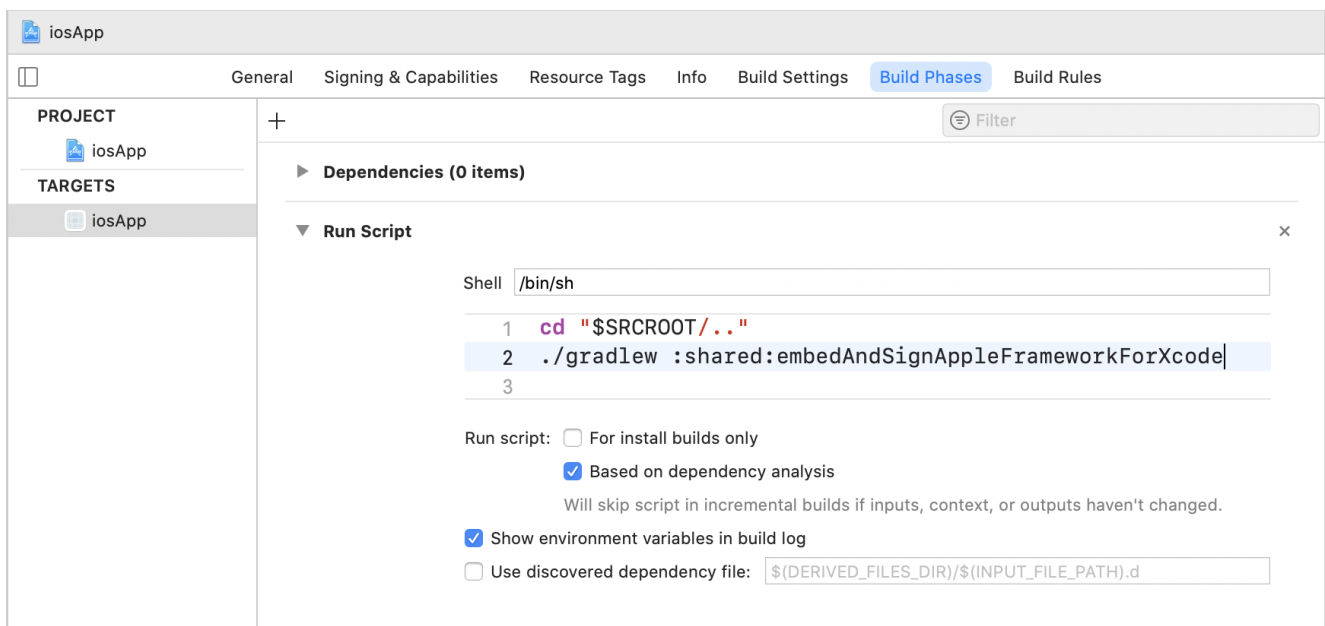 iosApp
General Signing & Capabilities Resource Tags Info Build Settings Build Phases Build Rules
PROJECT
iosApp
TARGETS
iosApp
+ Filter
Dependencies (0 items)
Run Script
Shell /bin/sh
1 cd "$SRCROOT/.."
2 ./gradlew :shared:embedAndSignAppleFrameworkForXcode
3
Run script: For install builds only
Based on dependency analysis
Will skip script in incremental builds if inputs, context, or outputs haven't changed.
Show environment variables in build log
Use discovered dependency file: $(DERIVED_FILES_DIR)/$(INPUT_FILE_PATH).d